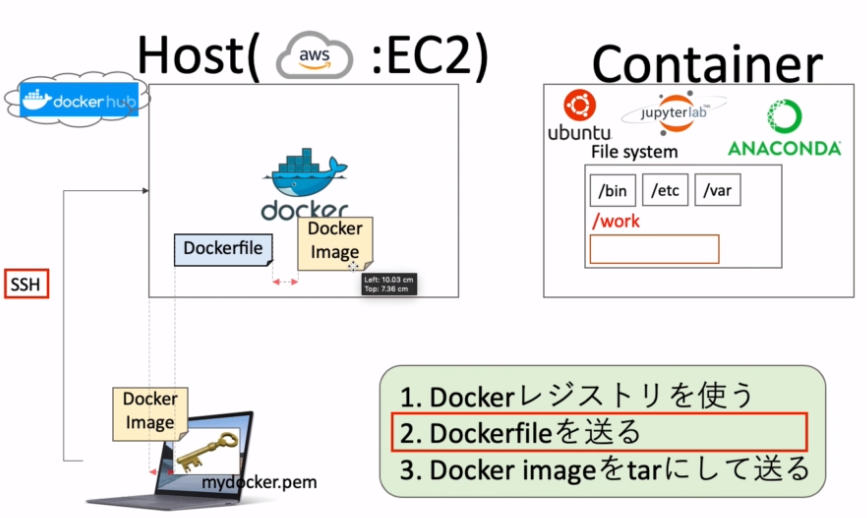 Host( aws :EC2)
Container
docker hub
ubuntu
jupyterlab™
ANACONDA
File system
/bin
/etc
/var
/work
docker
Dockerfile
Docker
Image
Left: 10.03 cm
Top: 7.36 cm
SSH
Docker
Image
mydocker.pem
1. Dockerレジストリを使う
2. Dockerfileを送る
3. Docker imageをtarにして送る